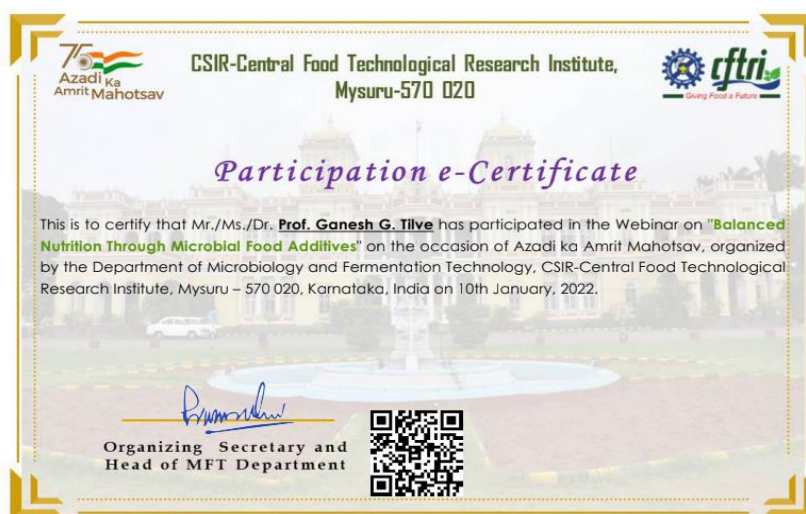 75
Azadi Ka
Amrit Mahotsav
CSIR-Central Food Technological Research Institute,
Mysuru-570 020
cftri
Giving Food a Future
Participation e-Certificate
This is to certify that Mr./Ms./Dr. Prof. Ganesh G. Tilve has participated in the Webinar on "Balanced
Nutrition Through Microbial Food Additives" on the occasion of Azadi ka Amrit Mahotsav, organized
by the Department of Microbiology and Fermentation Technology, CSIR-Central Food Technological
Research Institute, Mysuru – 570 020, Karnataka, India on 10th January, 2022.
Organizing Secretary and
Head of MFT Department